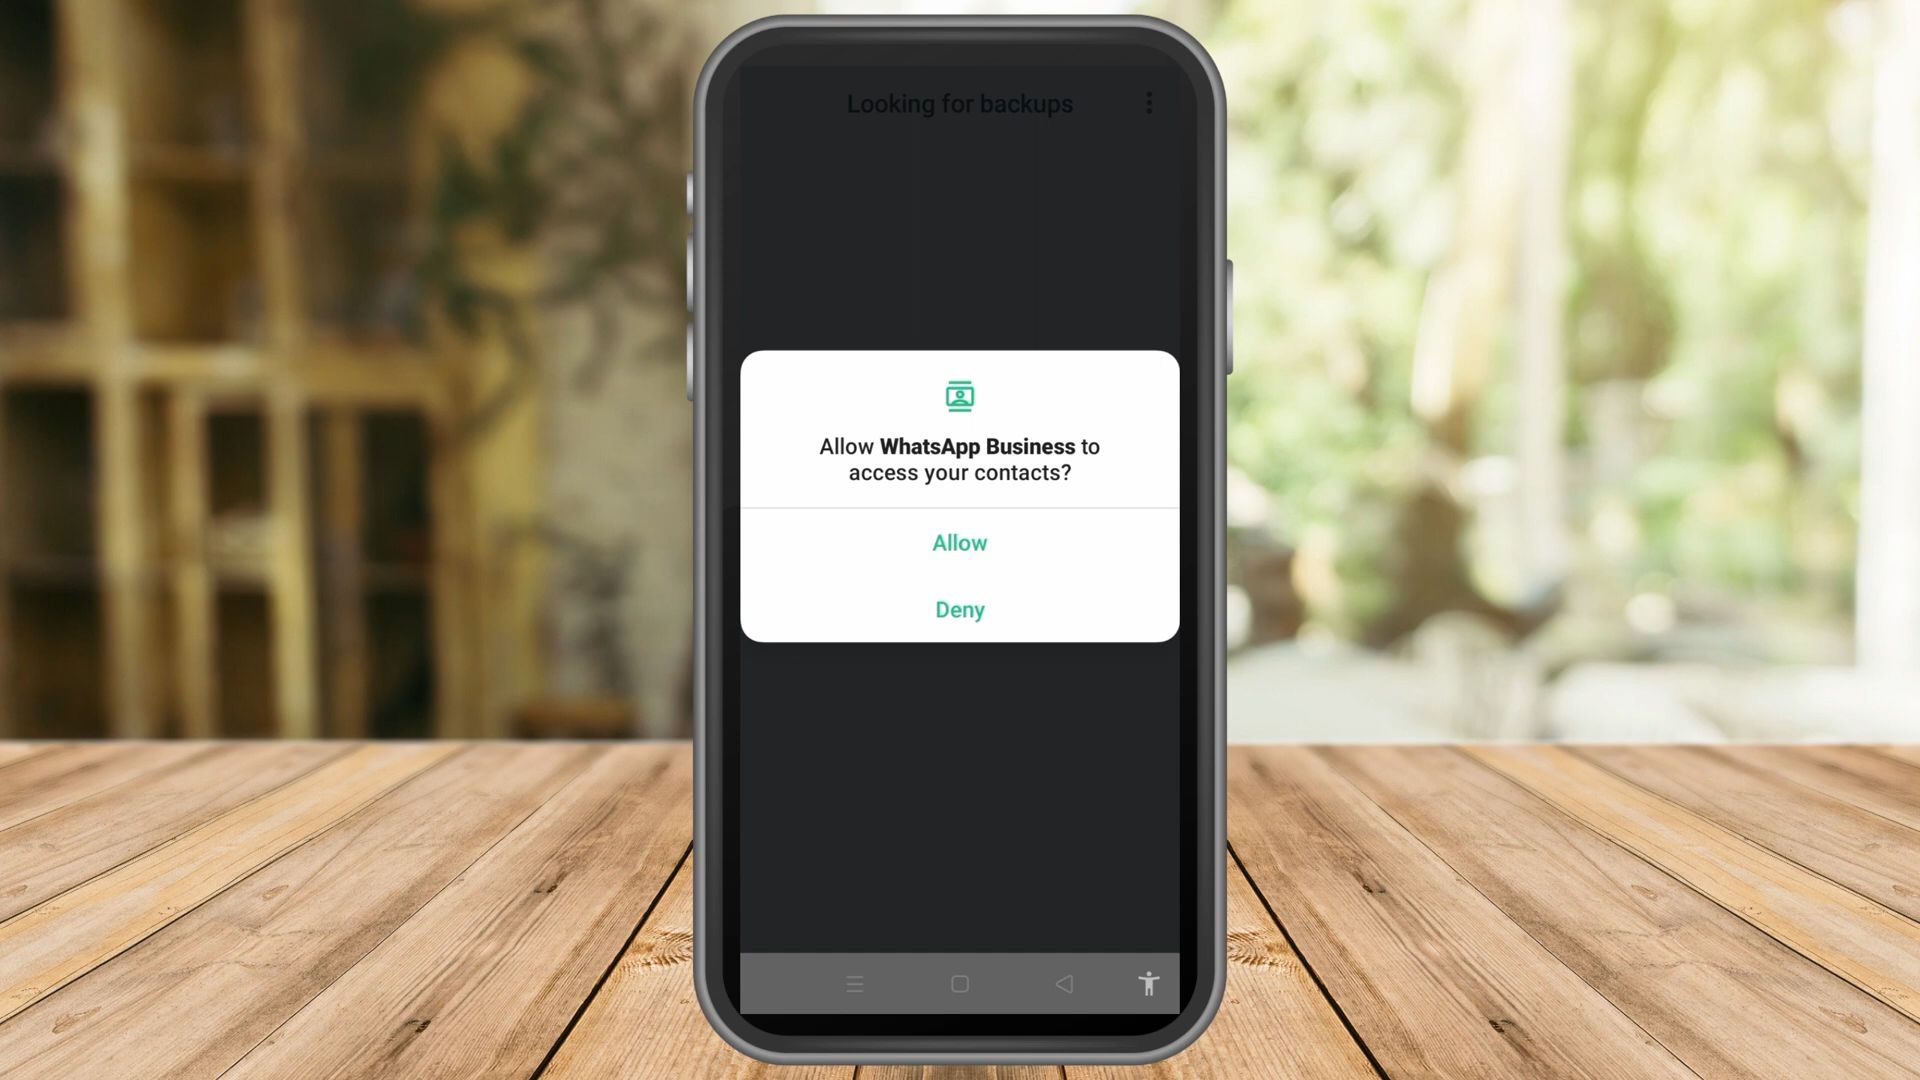 Looking for backups
Allow WhatsApp Business to
access your contacts?
Allow
Deny